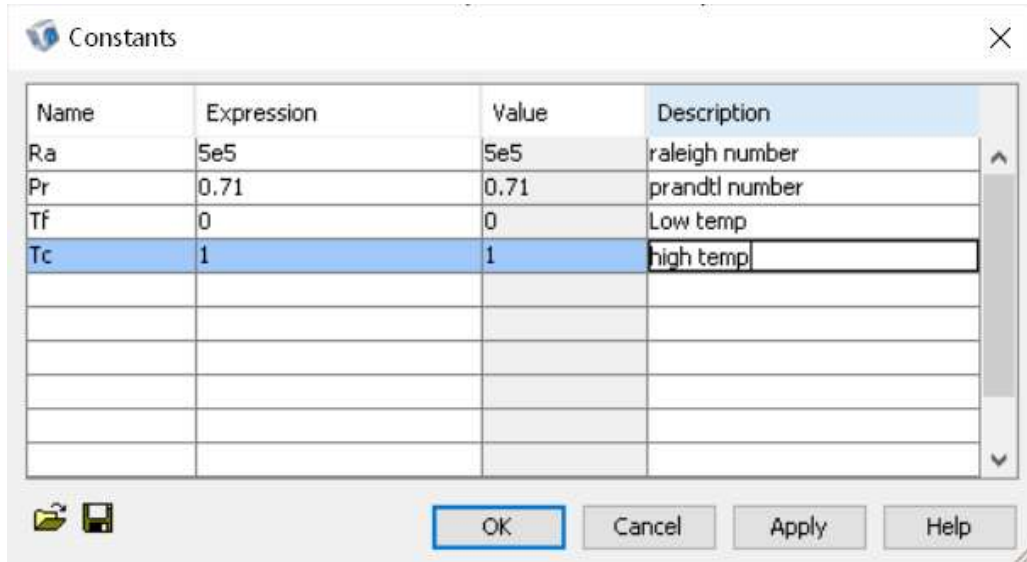 Constants
Name Expression Value Description
Ra 5e5 5e5 raleigh number
Pr 0.71 0.71 prandtl number
Tf 0 0 Low temp
Tc 1 1 high temp
OK Cancel Apply Help